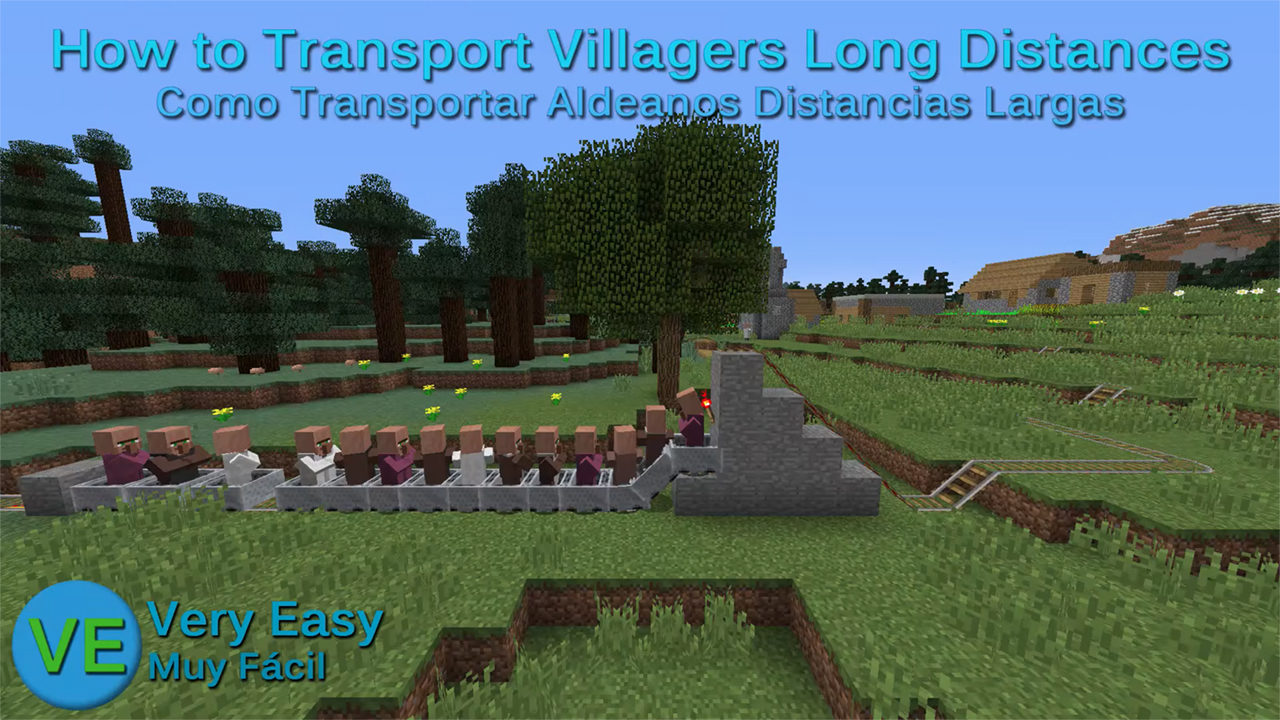 How to Transport Villagers Long Distances
Como Transportar Aldeanos Distancias Largas
VE
Very Easy
Muy Fácil